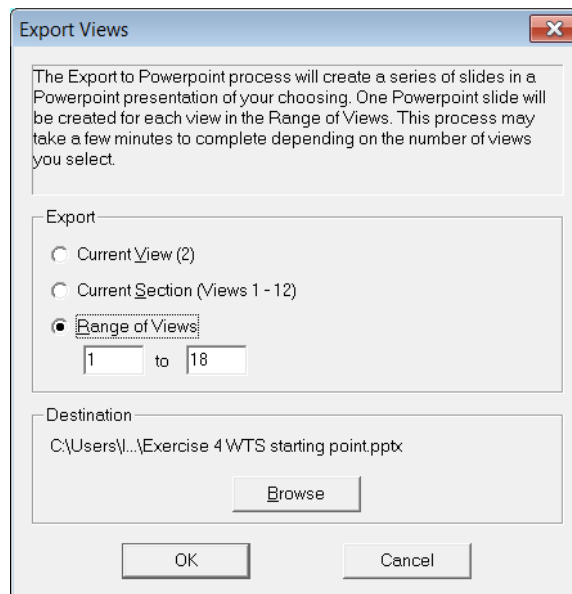 Export Views
The Export to Powerpoint process will create a series of slides in a
Powerpoint presentation of your choosing. One Powerpoint slide will
be created for each view in the Range of Views. This process may
take a few minutes to complete depending on the number of views
you select.
Export
Current View (2)
Current Section (Views 1 - 12)
Range of Views
1 to 18
Destination
C:\Users\I...\Exercise 4 WTS starting point.pptx
Browse
OK Cancel